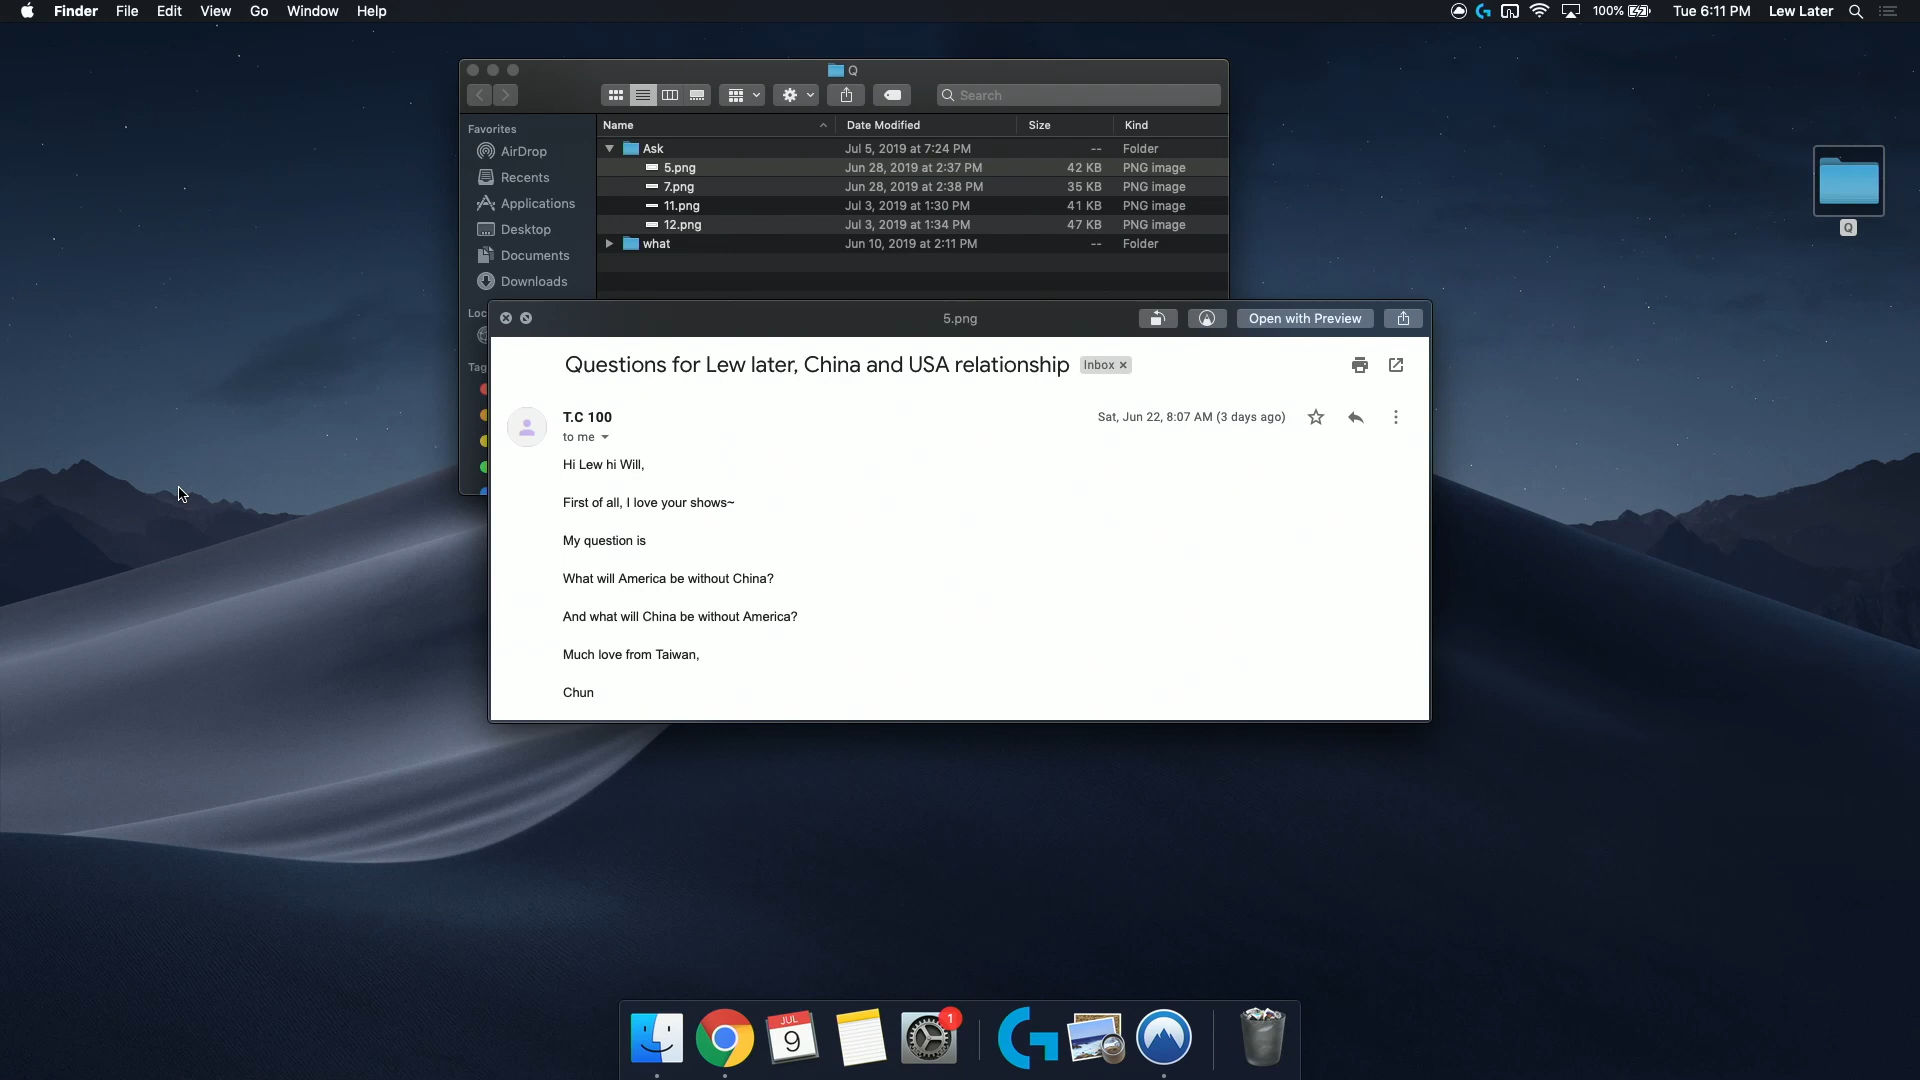 Finder File Edit View Go Window Help 100% Tue 6:11 PM Lew Later
Q
Search
Name Date Modified Size Kind
Favorites
AirDrop
Recents
Applications
Desktop
Documents
Downloads
Loc
Tag
Ask Jul 5, 2019 at 7:24 PM -- Folder
5.png Jun 28, 2019 at 2:37 PM 42 KB PNG image
7.png Jun 28, 2019 at 2:38 PM 35 KB PNG image
11.png Jul 3, 2019 at 1:30 PM 41 KB PNG image
12.png Jul 3, 2019 at 1:34 PM 47 KB PNG image
what Jun 10, 2019 at 2:11 PM -- Folder
Q
5.png Open with Preview
Questions for Lew later, China and USA relationship Inbox x
T.C 100 Sat, Jun 22, 8:07 AM (3 days ago)
to me
Hi Lew hi Will,
First of all, I love your shows~
My question is
What will America be without China?
And what will China be without America?
Much love from Taiwan,
Chun
JUL
9
1